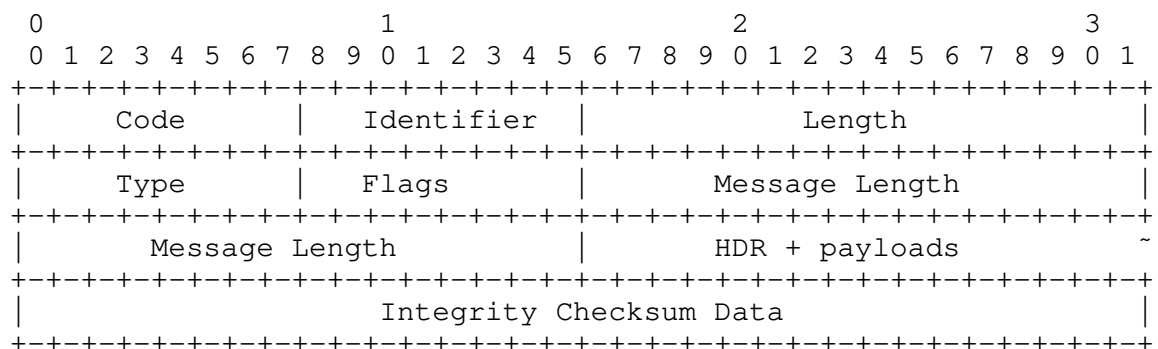 0                   1                   2                   3
 0 1 2 3 4 5 6 7 8 9 0 1 2 3 4 5 6 7 8 9 0 1 2 3 4 5 6 7 8 9 0 1
+-+-+-+-+-+-+-+-+-+-+-+-+-+-+-+-+-+-+-+-+-+-+-+-+-+-+-+-+-+-+-+-+
|     Code      |   Identifier  |            Length             |
+-+-+-+-+-+-+-+-+-+-+-+-+-+-+-+-+-+-+-+-+-+-+-+-+-+-+-+-+-+-+-+-+
|     Type      |   Flags       |       Message Length          |
+-+-+-+-+-+-+-+-+-+-+-+-+-+-+-+-+-+-+-+-+-+-+-+-+-+-+-+-+-+-+-+-+
|       Message Length          |       HDR + payloads          ~
+-+-+-+-+-+-+-+-+-+-+-+-+-+-+-+-+-+-+-+-+-+-+-+-+-+-+-+-+-+-+-+-+
|                    Integrity Checksum Data                    |
+-+-+-+-+-+-+-+-+-+-+-+-+-+-+-+-+-+-+-+-+-+-+-+-+-+-+-+-+-+-+-+-+